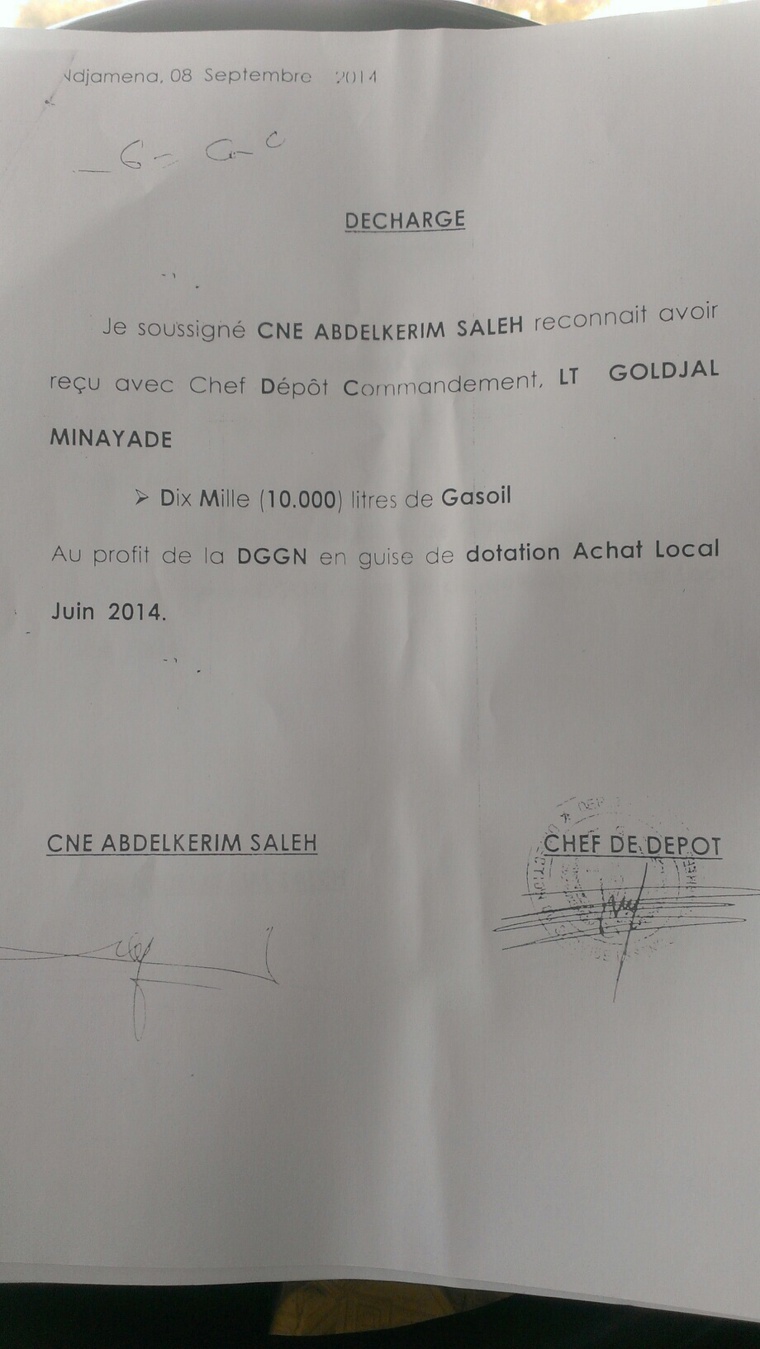 Ndjamena, 08 Septembre 2014
DECHARGE
Je soussigné CNE ABDELKERIM SALEH reconnait avoir
reçu avec Chef Dépôt Commandement, LT GOLDJAL
MINAYADE
➢ Dix Mille (10.000) litres de Gasoil
Au profit de la DGGN en guise de dotation Achat Local
Juin 2014.
CNE ABDELKERIM SALEH
CHEF DE DEPOT